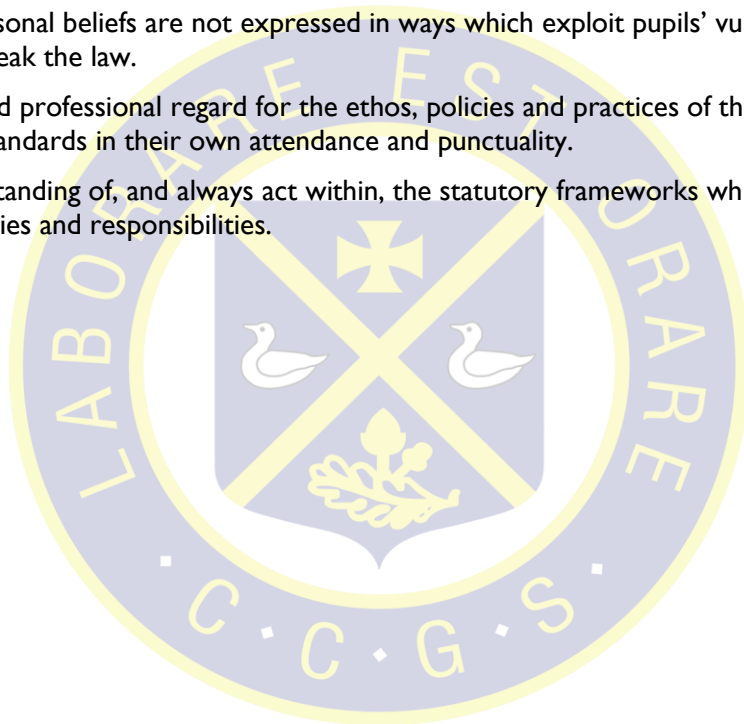 sonal beliefs are not expressed in ways which exploit pupils’ vu
eak the law.
d professional regard for the ethos, policies and practices of th
andards in their own attendance and punctuality.
tanding of, and always act within, the statutory frameworks wh
ies and responsibilities.
LABORARE EST ORARE
· C · C · G · S ·